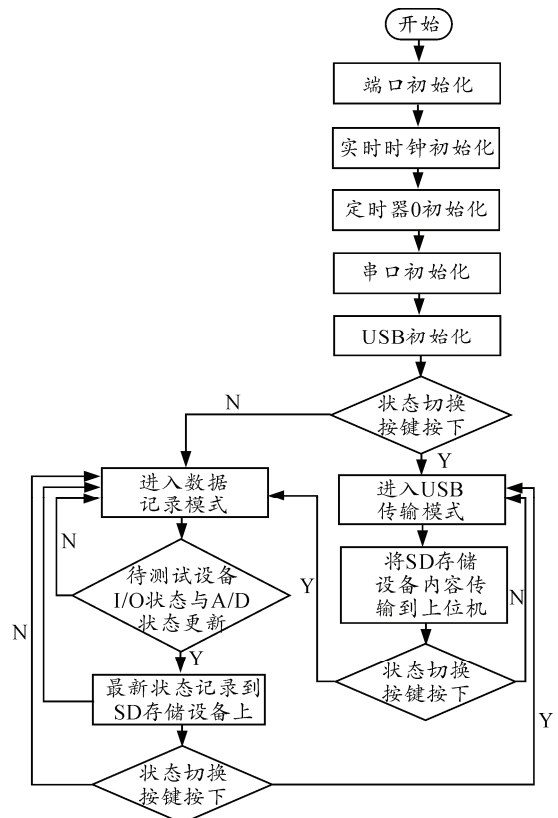 开始
端口初始化
实时时钟初始化
定时器0初始化
串口初始化
USB初始化
状态切换
按键按下
N
Y
进入数据
记录模式
进入USB
传输模式
N
待测试设备
I/O状态与A/D
状态更新
Y
将SD存储
设备内容传
输到上位机
N
N
Y
最新状态记录到
SD存储设备上
状态切换
按键按下
Y
状态切换
按键按下